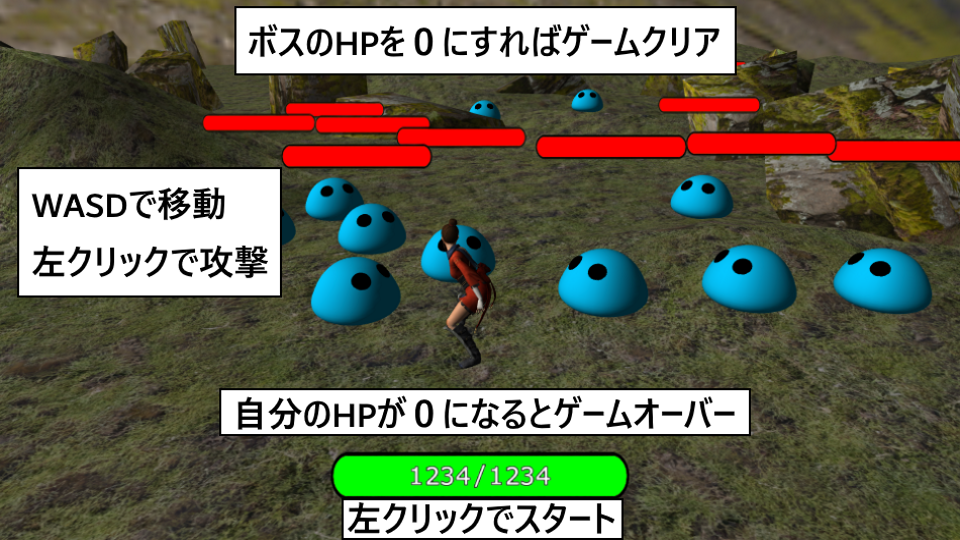 ボスのHPを０にすればゲームクリア
WASDで移動
左クリックで攻撃
自分のHPが０になるとゲームオーバー
1234/1234
左クリックでスタート